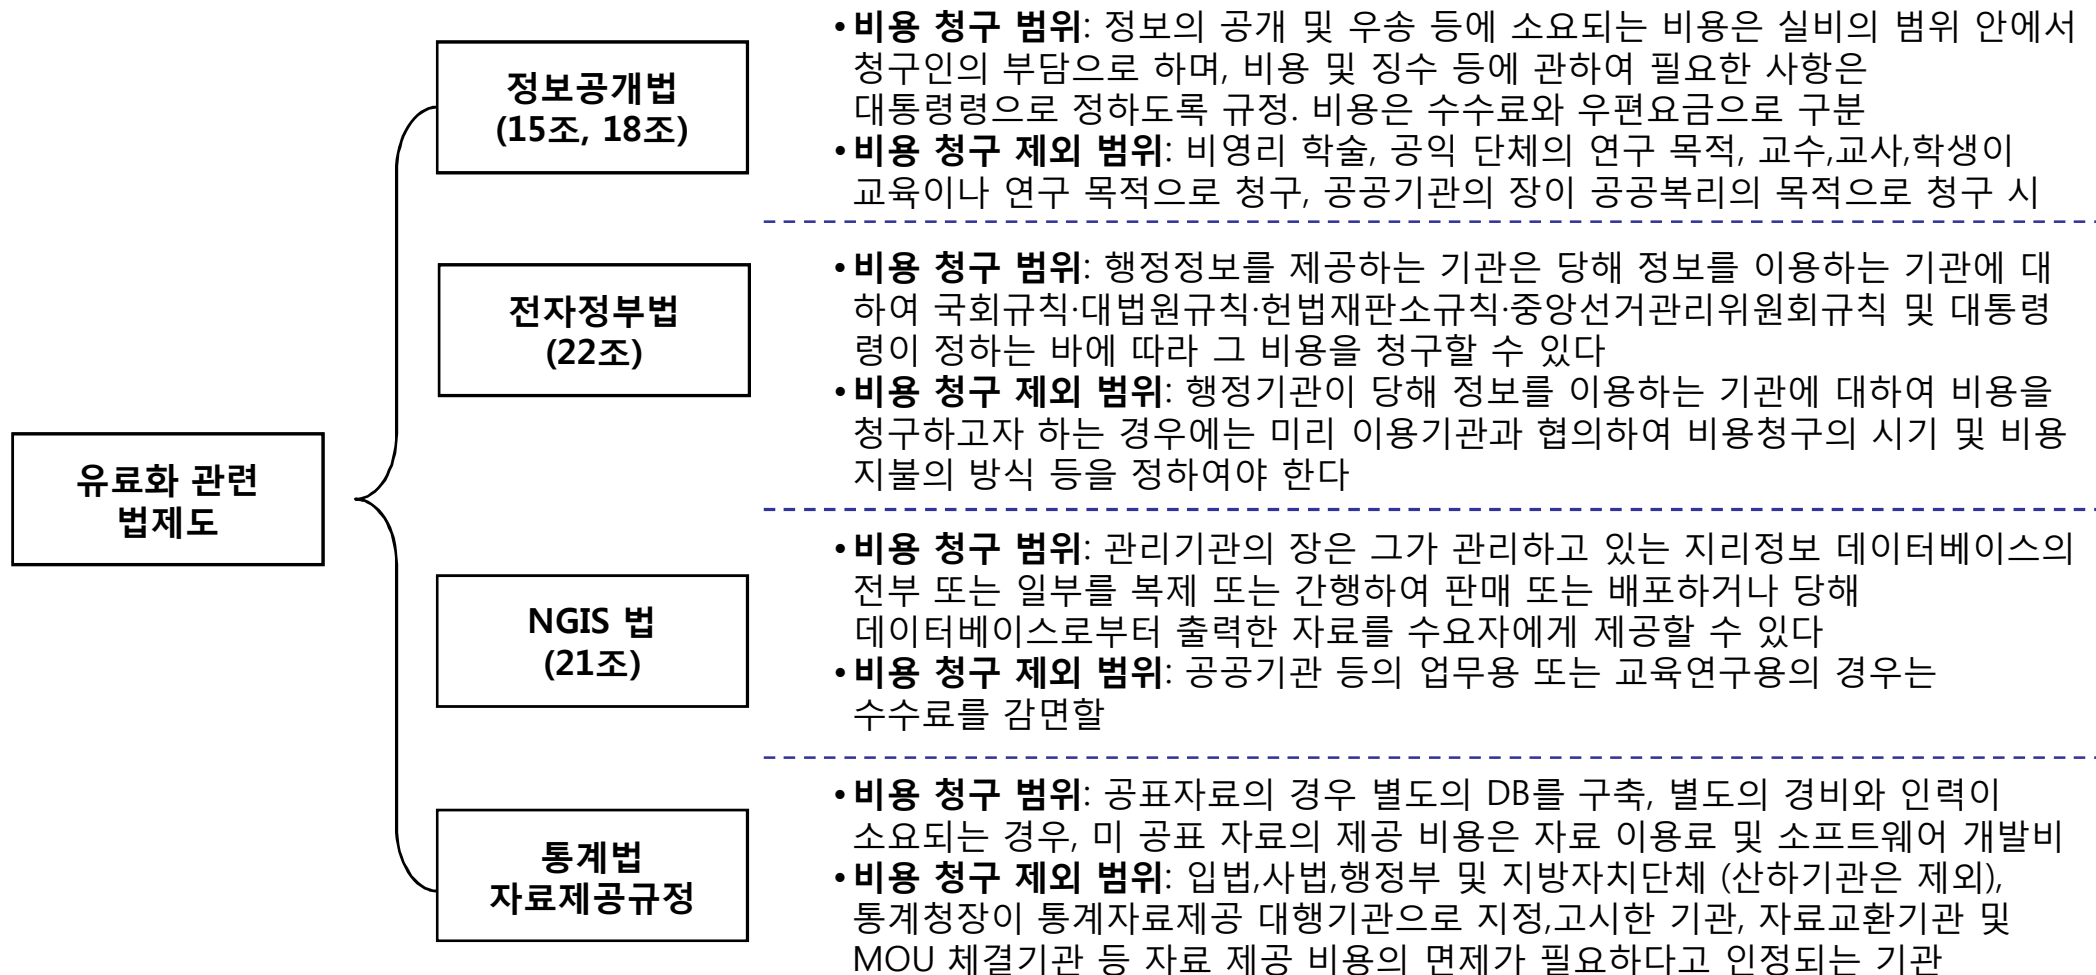 유료화 관련
법제도
정보공개법
(15조, 18조)
• 비용 청구 범위: 정보의 공개 및 우송 등에 소요되는 비용은 실비의 범위 안에서
청구인의 부담으로 하며, 비용 및 징수 등에 관하여 필요한 사항은
대통령령으로 정하도록 규정. 비용은 수수료와 우편요금으로 구분
• 비용 청구 제외 범위: 비영리 학술, 공익 단체의 연구 목적, 교수,교사,학생이
교육이나 연구 목적으로 청구, 공공기관의 장이 공공복리의 목적으로 청구 시
전자정부법
(22조)
• 비용 청구 범위: 행정정보를 제공하는 기관은 당해 정보를 이용하는 기관에 대
하여 국회규칙·대법원규칙·헌법재판소규칙·중앙선거관리위원회규칙 및 대통령
령이 정하는 바에 따라 그 비용을 청구할 수 있다
• 비용 청구 제외 범위: 행정기관이 당해 정보를 이용하는 기관에 대하여 비용을
청구하고자 하는 경우에는 미리 이용기관과 협의하여 비용청구의 시기 및 비용
지불의 방식 등을 정하여야 한다
NGIS 법
(21조)
• 비용 청구 범위: 관리기관의 장은 그가 관리하고 있는 지리정보 데이터베이스의
전부 또는 일부를 복제 또는 간행하여 판매 또는 배포하거나 당해
데이터베이스로부터 출력한 자료를 수요자에게 제공할 수 있다
• 비용 청구 제외 범위: 공공기관 등의 업무용 또는 교육연구용의 경우는
수수료를 감면할
통계법
자료제공규정
• 비용 청구 범위: 공표자료의 경우 별도의 DB를 구축, 별도의 경비와 인력이
소요되는 경우, 미 공표 자료의 제공 비용은 자료 이용료 및 소프트웨어 개발비
• 비용 청구 제외 범위: 입법,사법,행정부 및 지방자치단체 (산하기관은 제외),
통계청장이 통계자료제공 대행기관으로 지정,고시한 기관, 자료교환기관 및
MOU 체결기관 등 자료 제공 비용의 면제가 필요하다고 인정되는 기관